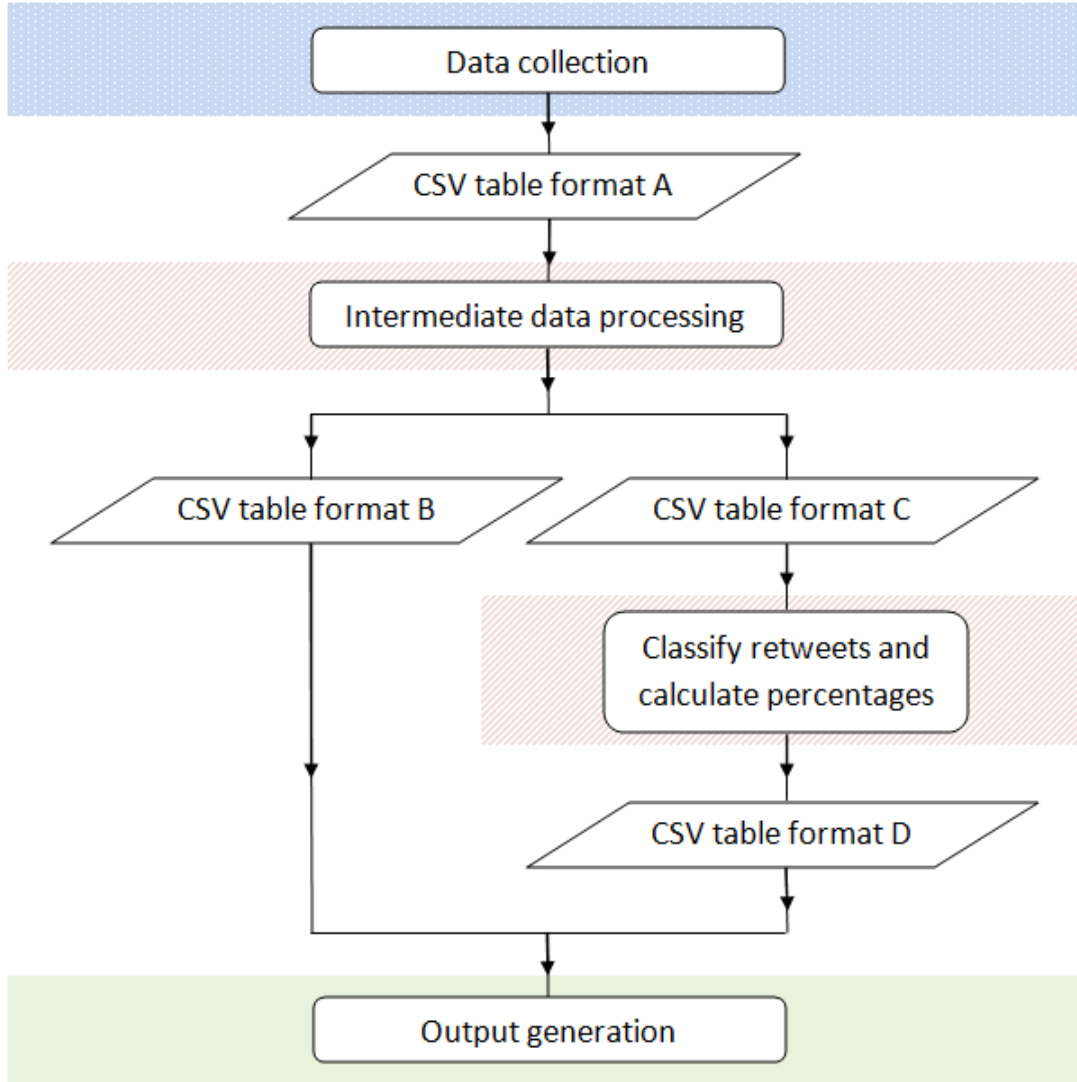 Data collection
CSV table format A
Intermediate data processing
CSV table format B
CSV table format C
Classify retweets and
calculate percentages
CSV table format D
Output generation